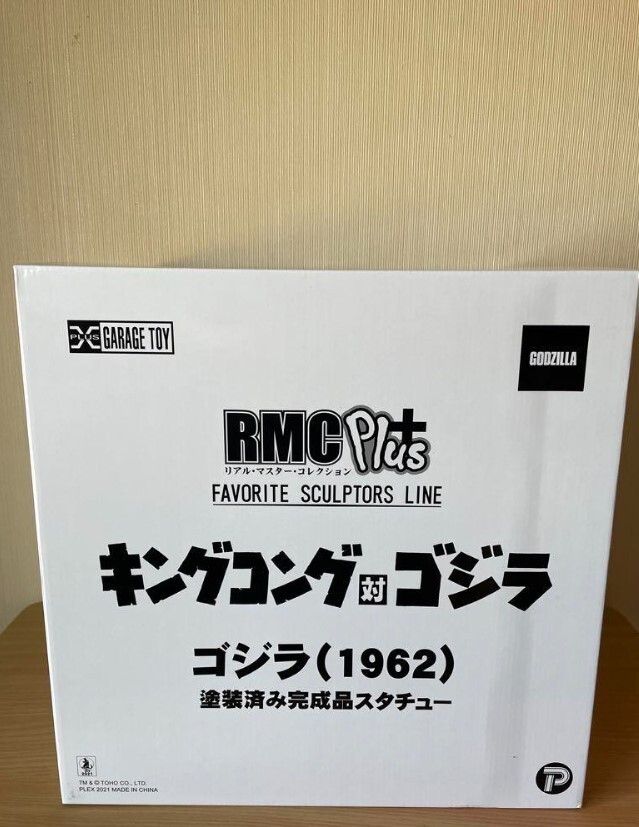 X PLUS GARAGE TOY
GODZILLA
RMC Plus
リアル・マスター・コレクション
FAVORITE SCULPTORS LINE
キングコング対ゴジラ
ゴジラ(1962)
塗装済み完成品スタチュー
2021
TM & © TOHO CO., LTD.
PLEX 2021 MADE IN CHINA
P